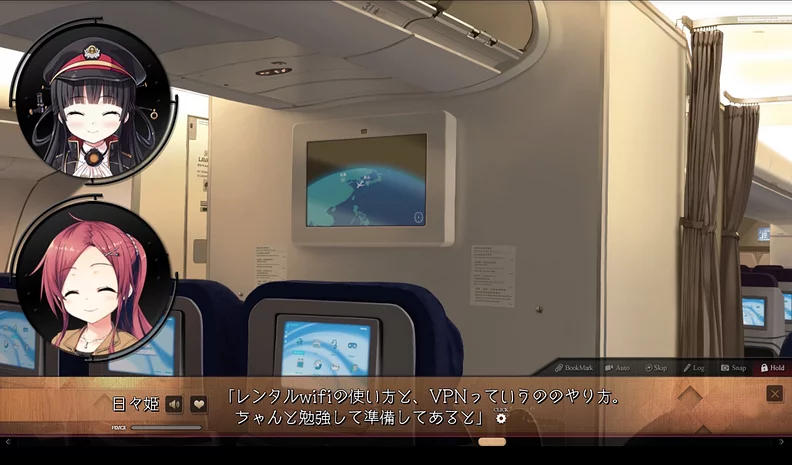 BookMark Auto Skip Log Snap Hold
日々姫
「レンタルwifiの使い方と、VPNっていうののやり方。
ちゃんと勉強して準備してあると」
CLICK